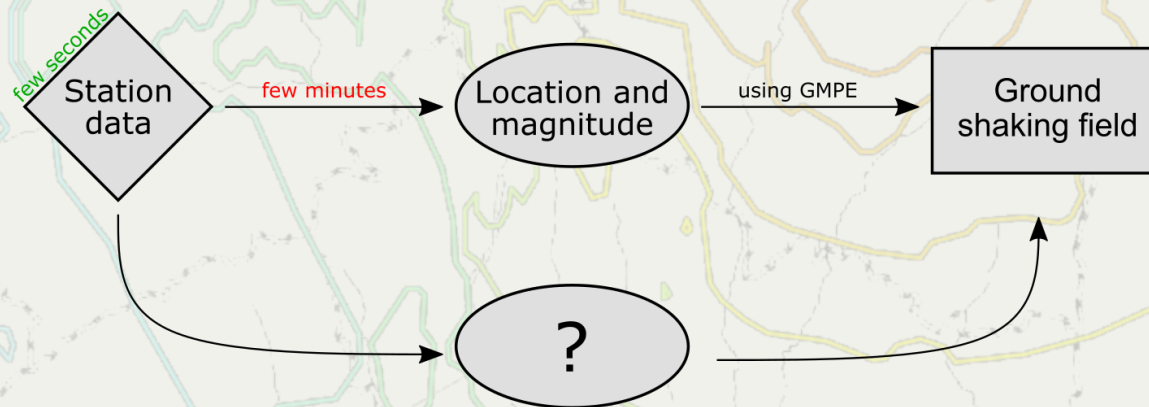 few seconds
Station
data
few minutes
Location and
magnitude
using GMPE
Ground
shaking field
?